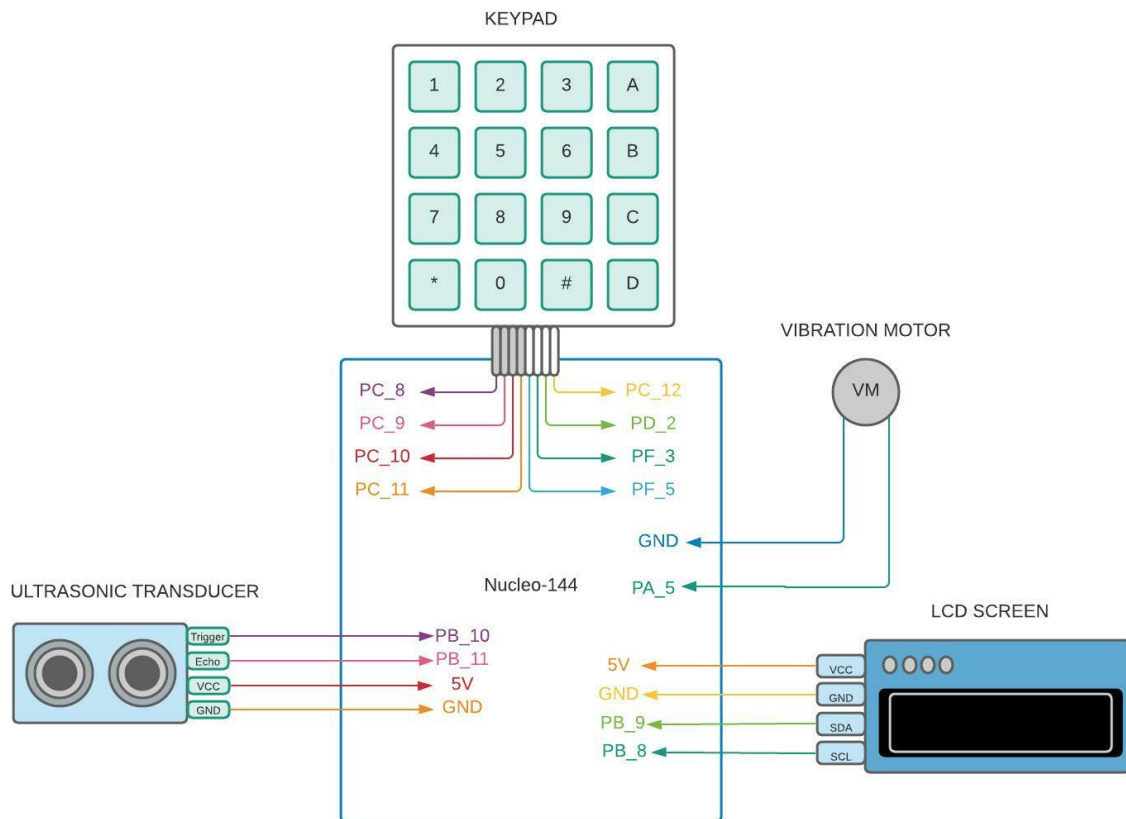 KEYPAD
1 2 3 A
4 5 6 B
7 8 9 C
* 0 # D
VIBRATION MOTOR
VM
PC_8 PC_12
PC_9 PD_2
PC_10 PF_3
PC_11 PF_5
GND
Nucleo-144
PA_5
ULTRASONIC TRANSDUCER
LCD SCREEN
Trigger PB_10
Echo PB_11
VCC 5V
GND GND
5V VCC
GND GND
PB_9 SDA
PB_8 SCL